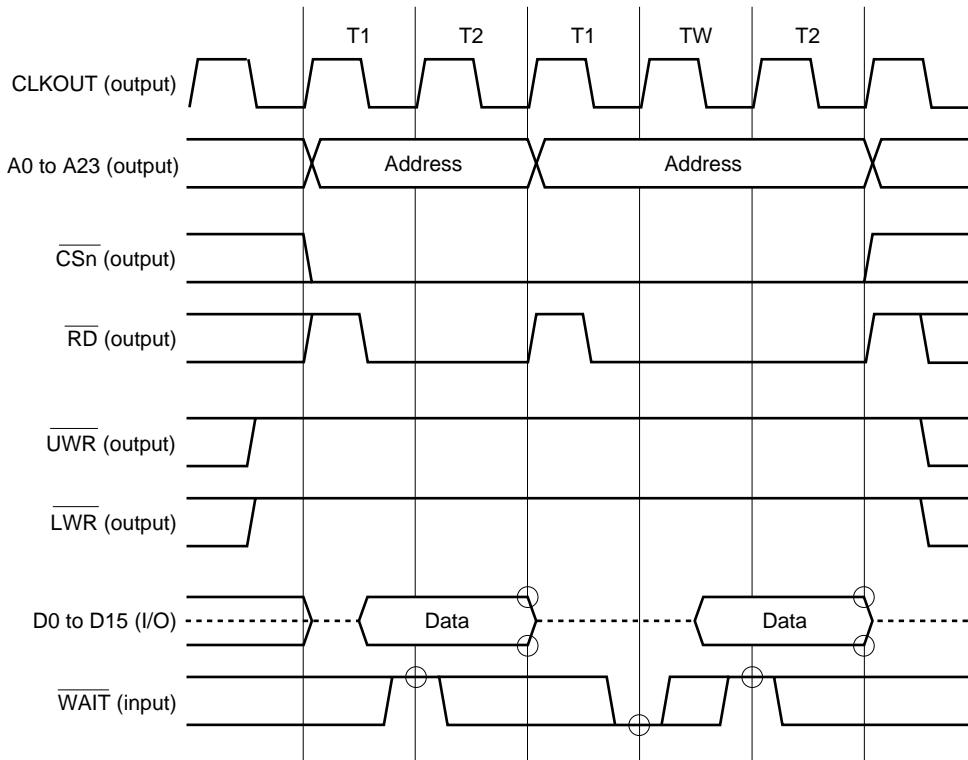 T1 T2 T1 TW T2
CLKOUT (output)
A0 to A23 (output) Address Address
CSn (output)
RD (output)
UWR (output)
LWR (output)
D0 to D15 (I/O) Data Data
WAIT (input)